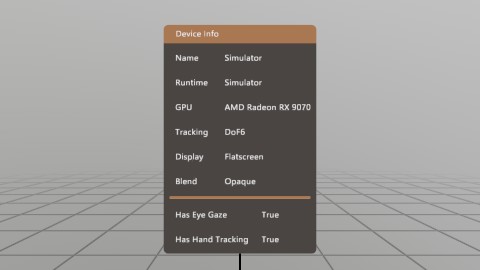 Device Info
Name Simulator
Runtime Simulator
GPU AMD Radeon RX 9070
Tracking DoF6
Display Flatscreen
Blend Opaque
Has Eye Gaze True
Has Hand Tracking True